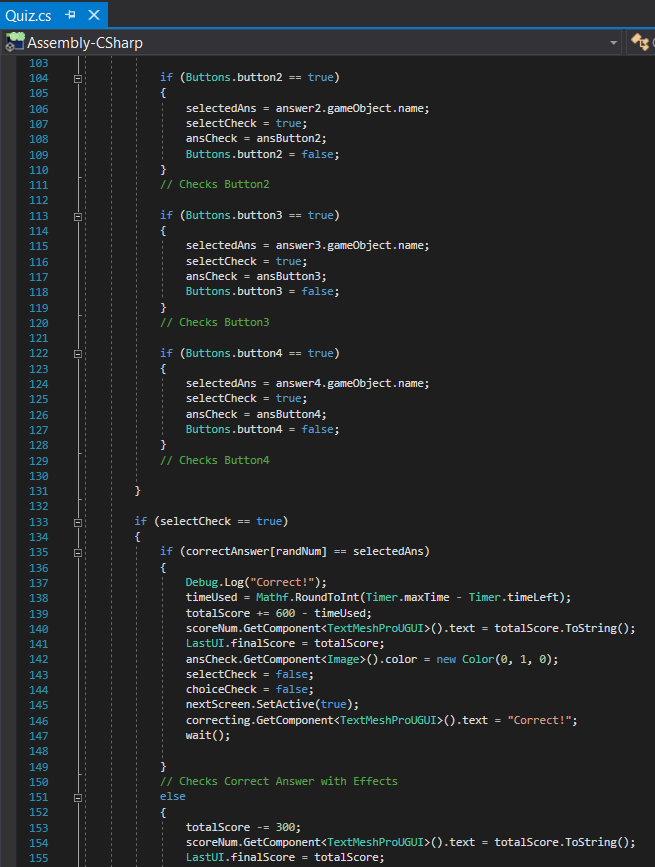 Quiz.cs
Assembly-CSharp
103
104 if (Buttons.button2 == true)
105 {
106 selectedAns = answer2.gameObject.name;
107 selectCheck = true;
108 ansCheck = ansButton2;
109 Buttons.button2 = false;
110 }
111 // Checks Button2
112
113 if (Buttons.button3 == true)
114 {
115 selectedAns = answer3.gameObject.name;
116 selectCheck = true;
117 ansCheck = ansButton3;
118 Buttons.button3 = false;
119 }
120 // Checks Button3
121
122 if (Buttons.button4 == true)
123 {
124 selectedAns = answer4.gameObject.name;
125 selectCheck = true;
126 ansCheck = ansButton4;
127 Buttons.button4 = false;
128 }
129 // Checks Button4
130
131 }
132
133 if (selectCheck == true)
134 {
135 if (correctAnswer[randNum] == selectedAns)
136 {
137 Debug.Log("Correct!");
138 timeUsed = Mathf.RoundToInt(Timer.maxTime - Timer.timeLeft);
139 totalScore += 600 - timeUsed;
140 scoreNum.GetComponent<TextMeshProUGUI>().text = totalScore.ToString();
141 LastUI.finalScore = totalScore;
142 ansCheck.GetComponent<Image>().color = new Color(0, 1, 0);
143 selectCheck = false;
144 choiceCheck = false;
145 nextScreen.SetActive(true);
146 correcting.GetComponent<TextMeshProUGUI>().text = "Correct!";
147 wait();
148
149 }
150 // Checks Correct Answer with Effects
151 else
152 {
153 totalScore -= 300;
154 scoreNum.GetComponent<TextMeshProUGUI>().text = totalScore.ToString();
155 LastUI.finalScore = totalScore;